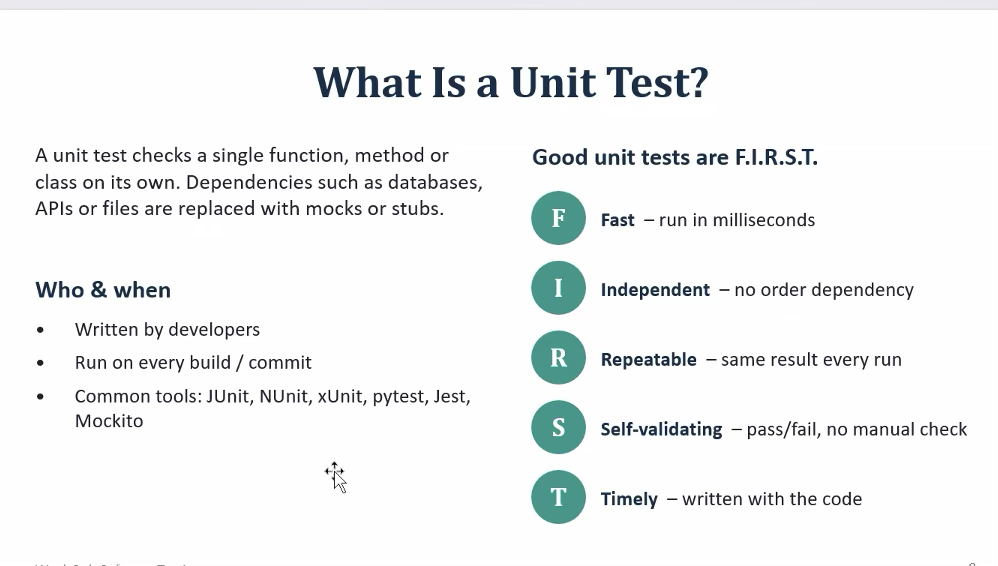 What Is a Unit Test?
A unit test checks a single function, method or
class on its own. Dependencies such as databases,
APIs or files are replaced with mocks or stubs.
Who & when
• Written by developers
• Run on every build / commit
• Common tools: JUnit, NUnit, xUnit, pytest, Jest,
Mockito
Good unit tests are F.I.R.S.T.
F Fast – run in milliseconds
I Independent – no order dependency
R Repeatable – same result every run
S Self-validating – pass/fail, no manual check
T Timely – written with the code